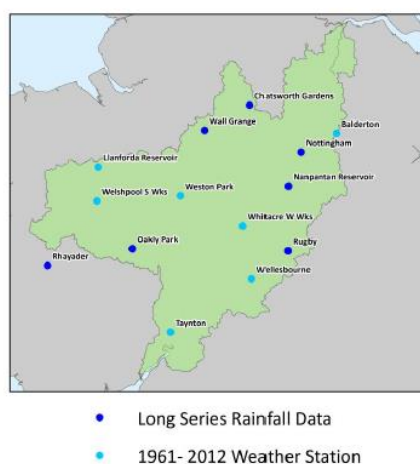 Chatsworth Gardens
Wall Grange
Balderton
Nottingham
Llanforda Reservoir
Nanpantan Reservoir
Welshpool S Wks
Weston Park
Whitacre W Wks
Oakly Park
Rugby
Rhayader
Wellesbourne
Taynton
Long Series Rainfall Data
1961- 2012 Weather Station